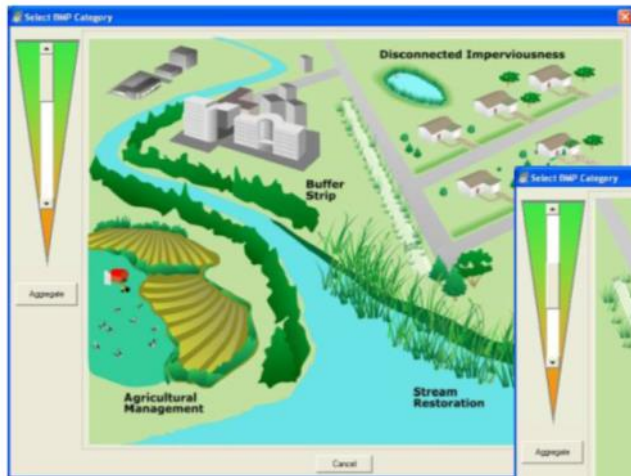 Select BMP Category
Disconnected Imperviousness
Buffer
Strip
Select BMP Category
Aggregate
Agricultural
Management
Stream
Restoration
Aggregate
Cancel